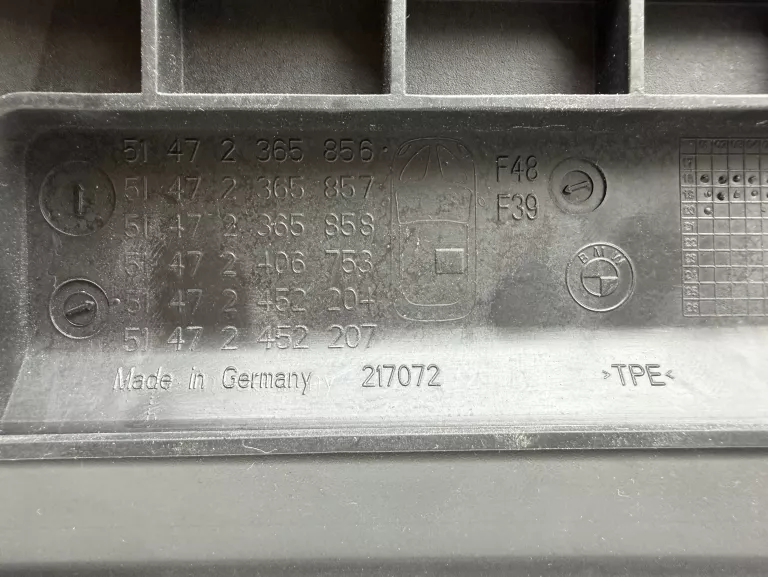 51 47 2 365 856
51 47 2 365 857
51 47 2 365 858
51 47 2 406 753
51 47 2 452 204
51 47 2 452 207
F48
F39
BMW
Made in Germany 217072 >TPE<